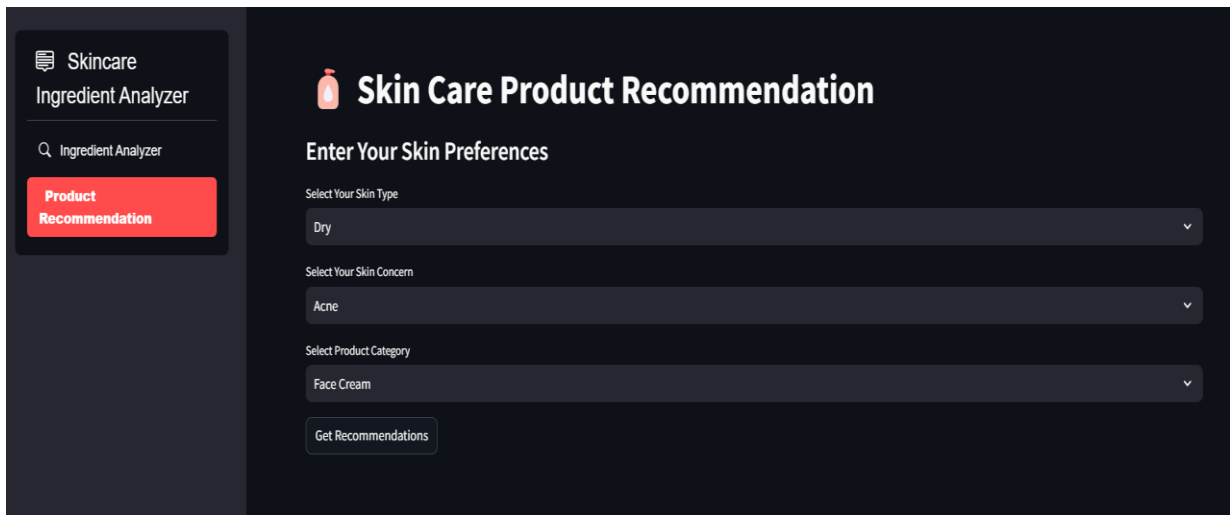 Skincare
Ingredient Analyzer
Ingredient Analyzer
Product
Recommendation
Skin Care Product Recommendation
Enter Your Skin Preferences
Select Your Skin Type
Dry
Select Your Skin Concern
Acne
Select Product Category
Face Cream
Get Recommendations